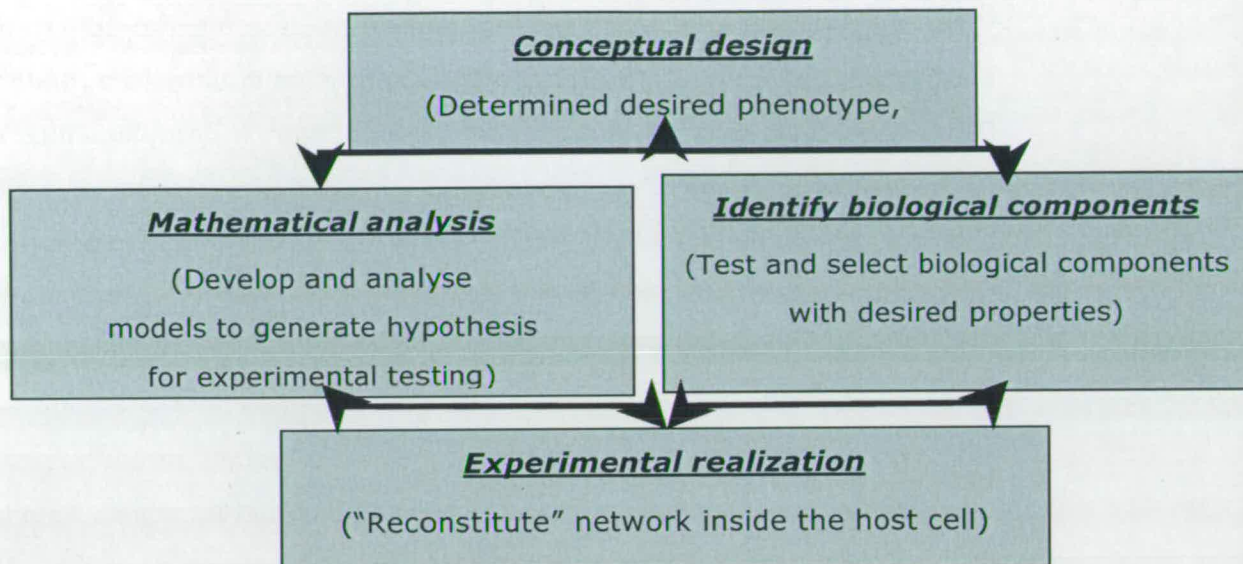 Conceptual design
(Determined desired phenotype,
Mathematical analysis
(Develop and analyse
models to generate hypothesis
for experimental testing)
Identify biological components
(Test and select biological components
with desired properties)
Experimental realization
(“Reconstitute” network inside the host cell)